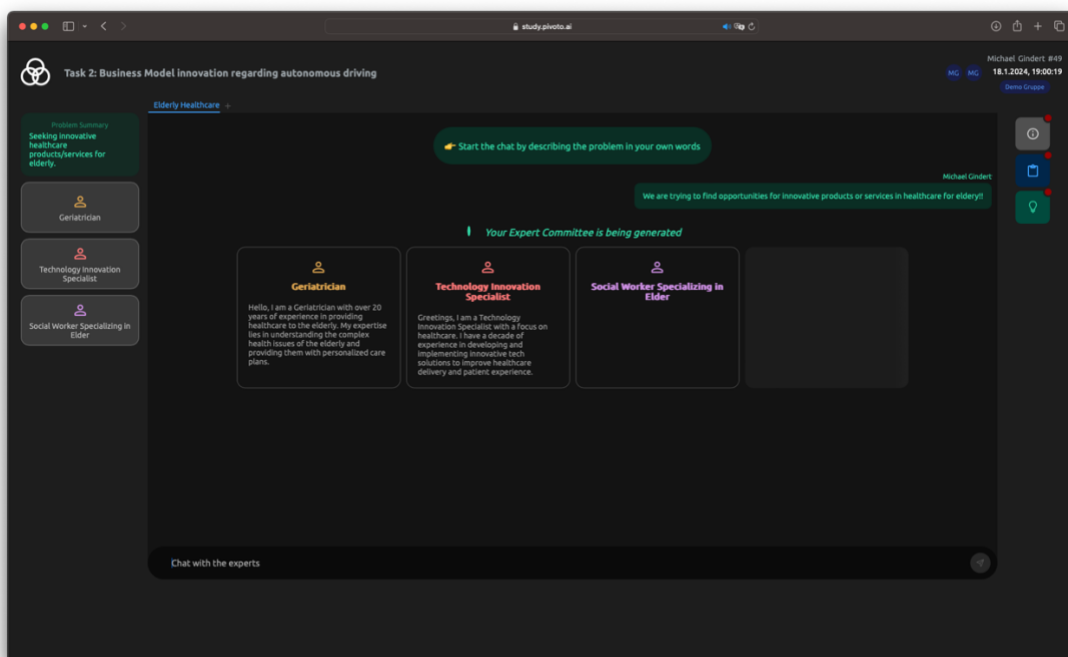 study.pivoto.ai
Task 2: Business Model innovation regarding autonomous driving
MG
MG
Michael Gindert #49
18.1.2024, 19:00:19
Demo Gruppe
Elderly Healthcare +
Problem Summary
Seeking innovative
healthcare
products/services for
elderly.
Geriatrician
Technology Innovation
Specialist
Social Worker Specializing in
Elder
👉 Start the chat by describing the problem in your own words
Michael Gindert
We are trying to find opportunities for innovative products or services in healthcare for eldery!!
Your Expert Committee is being generated
Geriatrician
Hello, I am a Geriatrician with over 20
years of experience in providing
healthcare to the elderly. My expertise
lies in understanding the complex
health issues of the elderly and
providing them with personalized care
plans.
Technology Innovation
Specialist
Greetings, I am a Technology
Innovation Specialist with a focus on
healthcare. I have a decade of
experience in developing and
implementing innovative tech
solutions to improve healthcare
delivery and patient experience.
Social Worker Specializing in
Elder
Chat with the experts